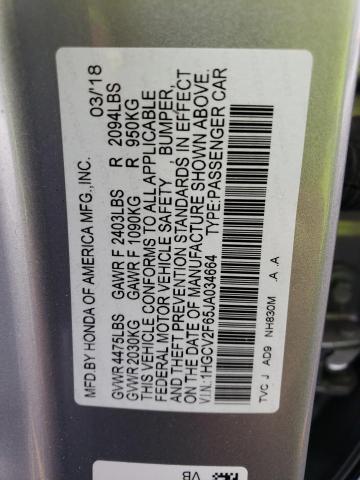 MFD.BY HONDA OF AMERICA MFG.,INC. 03/'18
GVWR 4475LBS GAWR F 2403LBS R 2094LBS
GVWR 2030KG GAWR F 1090KG R 950KG
THIS VEHICLE CONFORMS TO ALL APPLICABLE
FEDERAL MOTOR VEHICLE SAFETY , BUMPER,
AND THEFT PREVENTION STANDARDS IN EFFECT
ON THE DATE OF MANUFACTURE SHOWN ABOVE.
V.I.N.:1HGCV2F65JA034664 TYPE:PASSENGER CAR
TVC J AD9 NH830M .A .A
VB